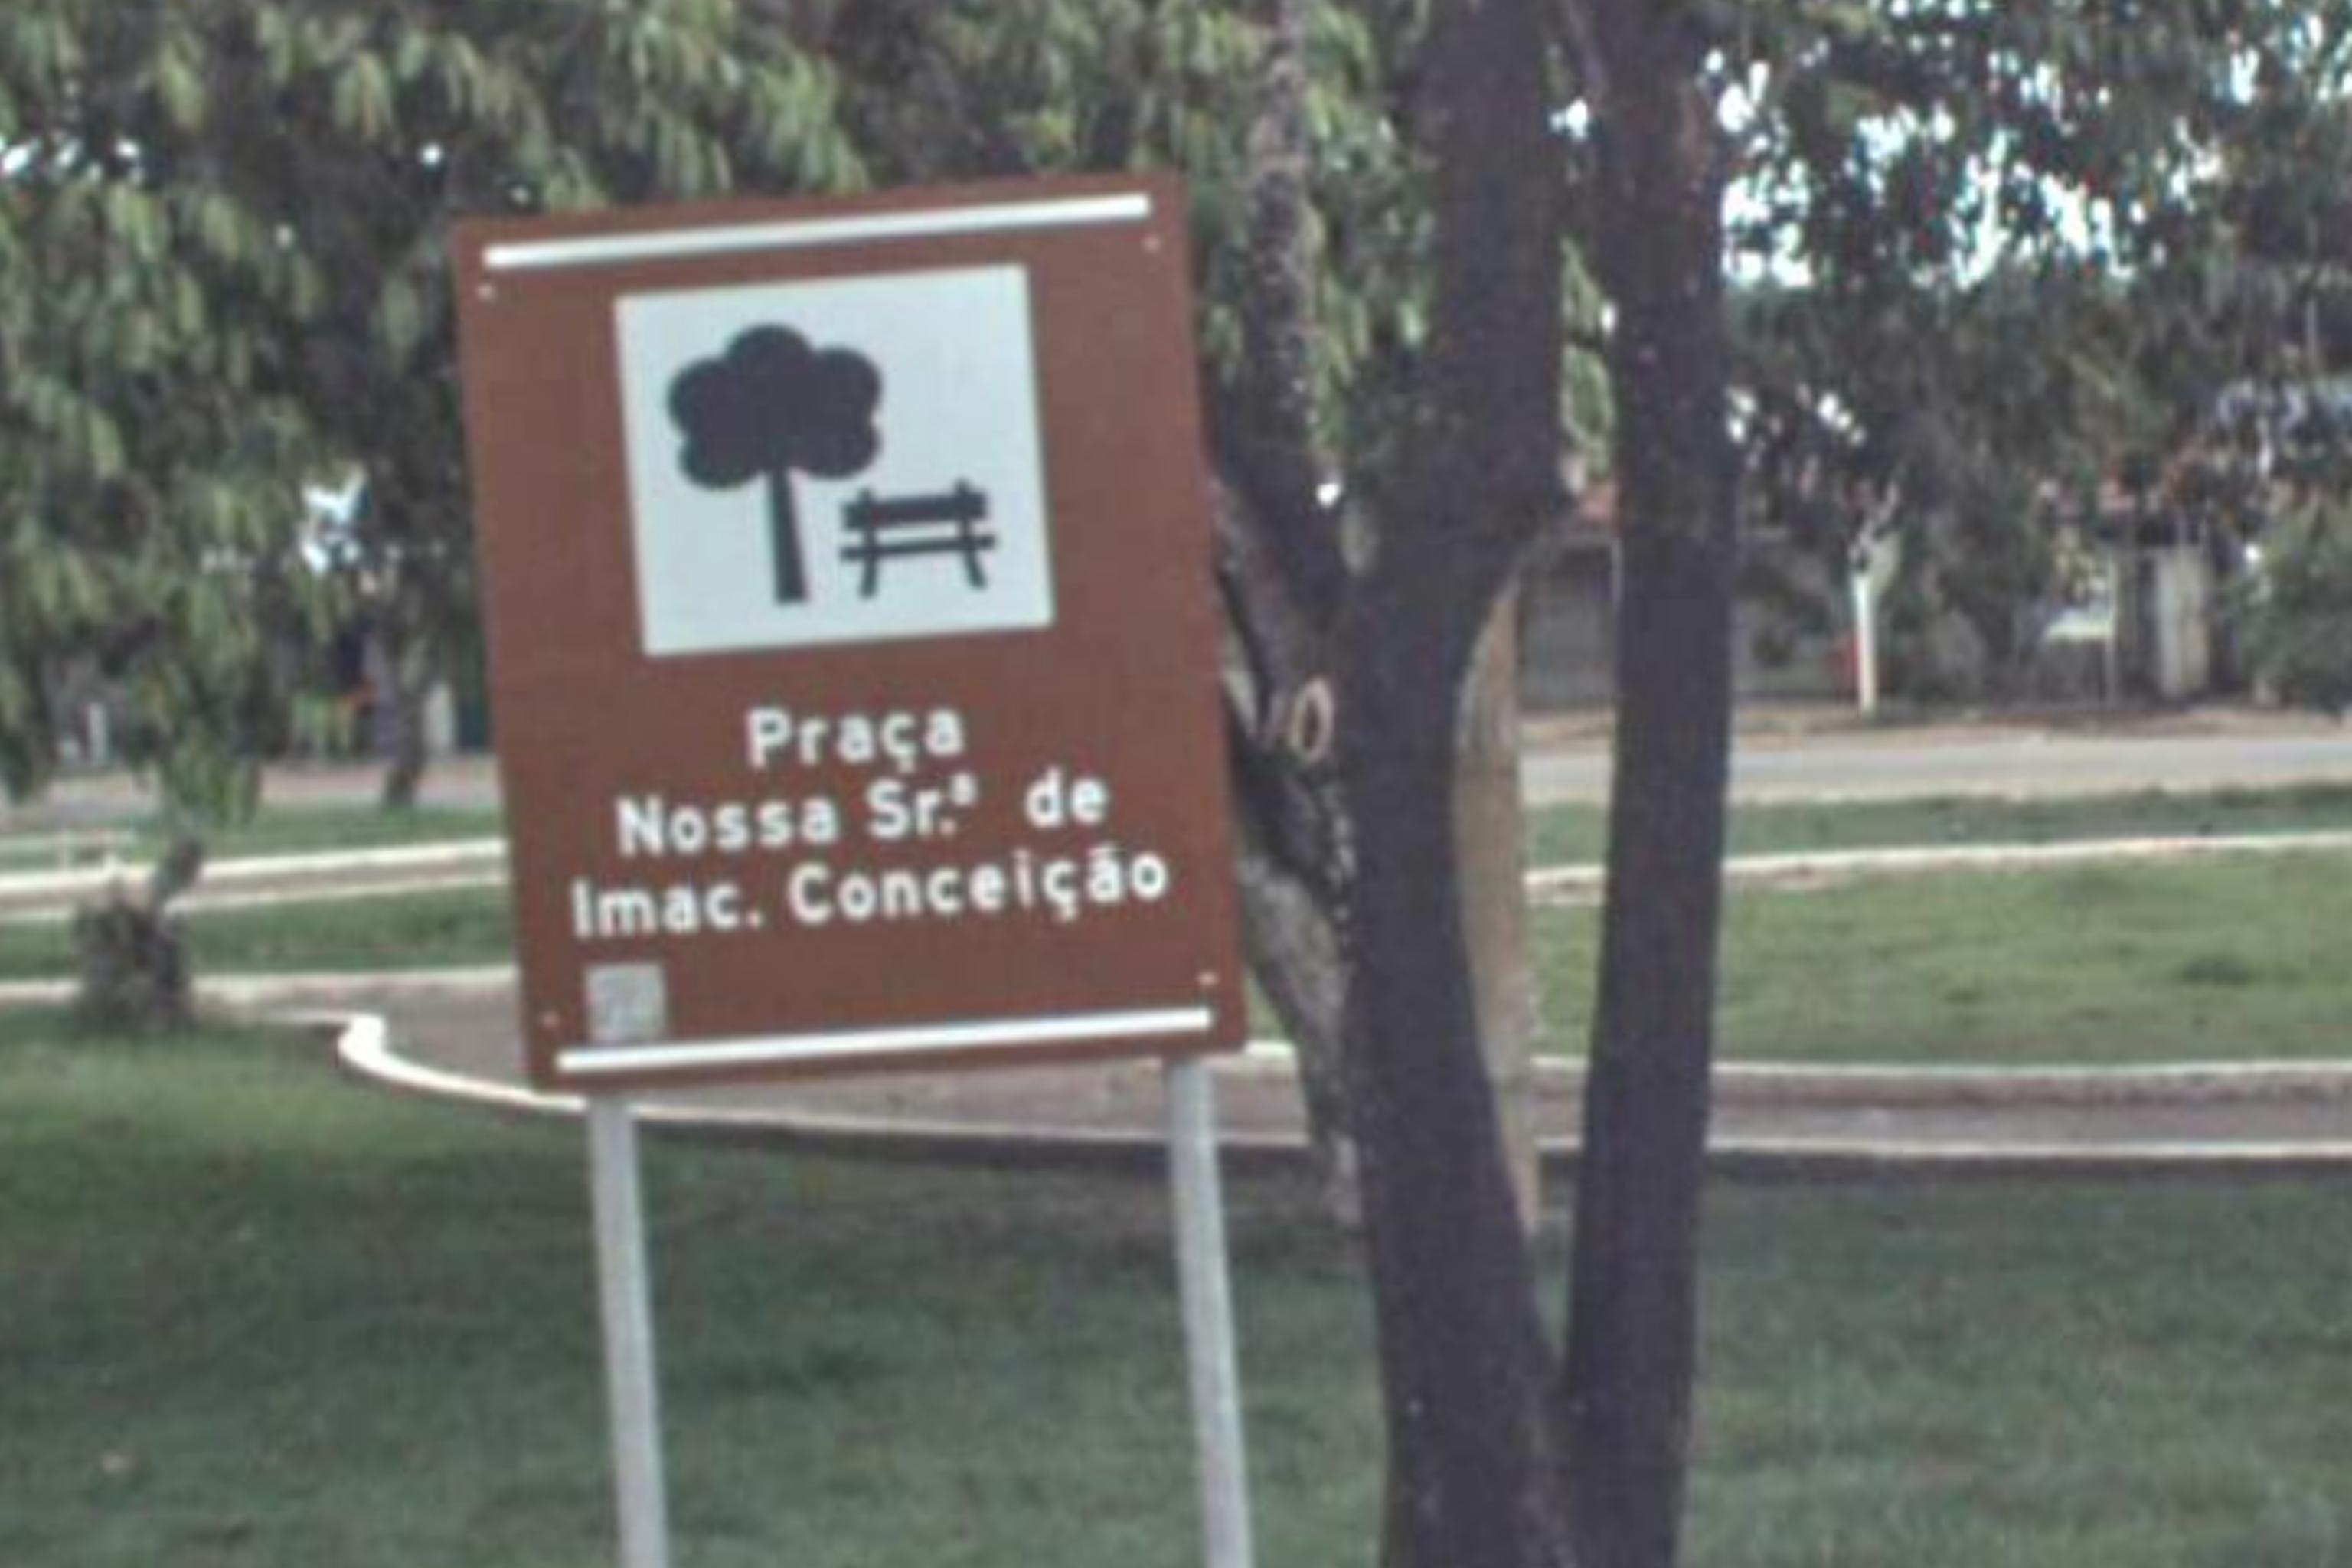 Praça
Nossa Sr.ª de
Imac. Conceição